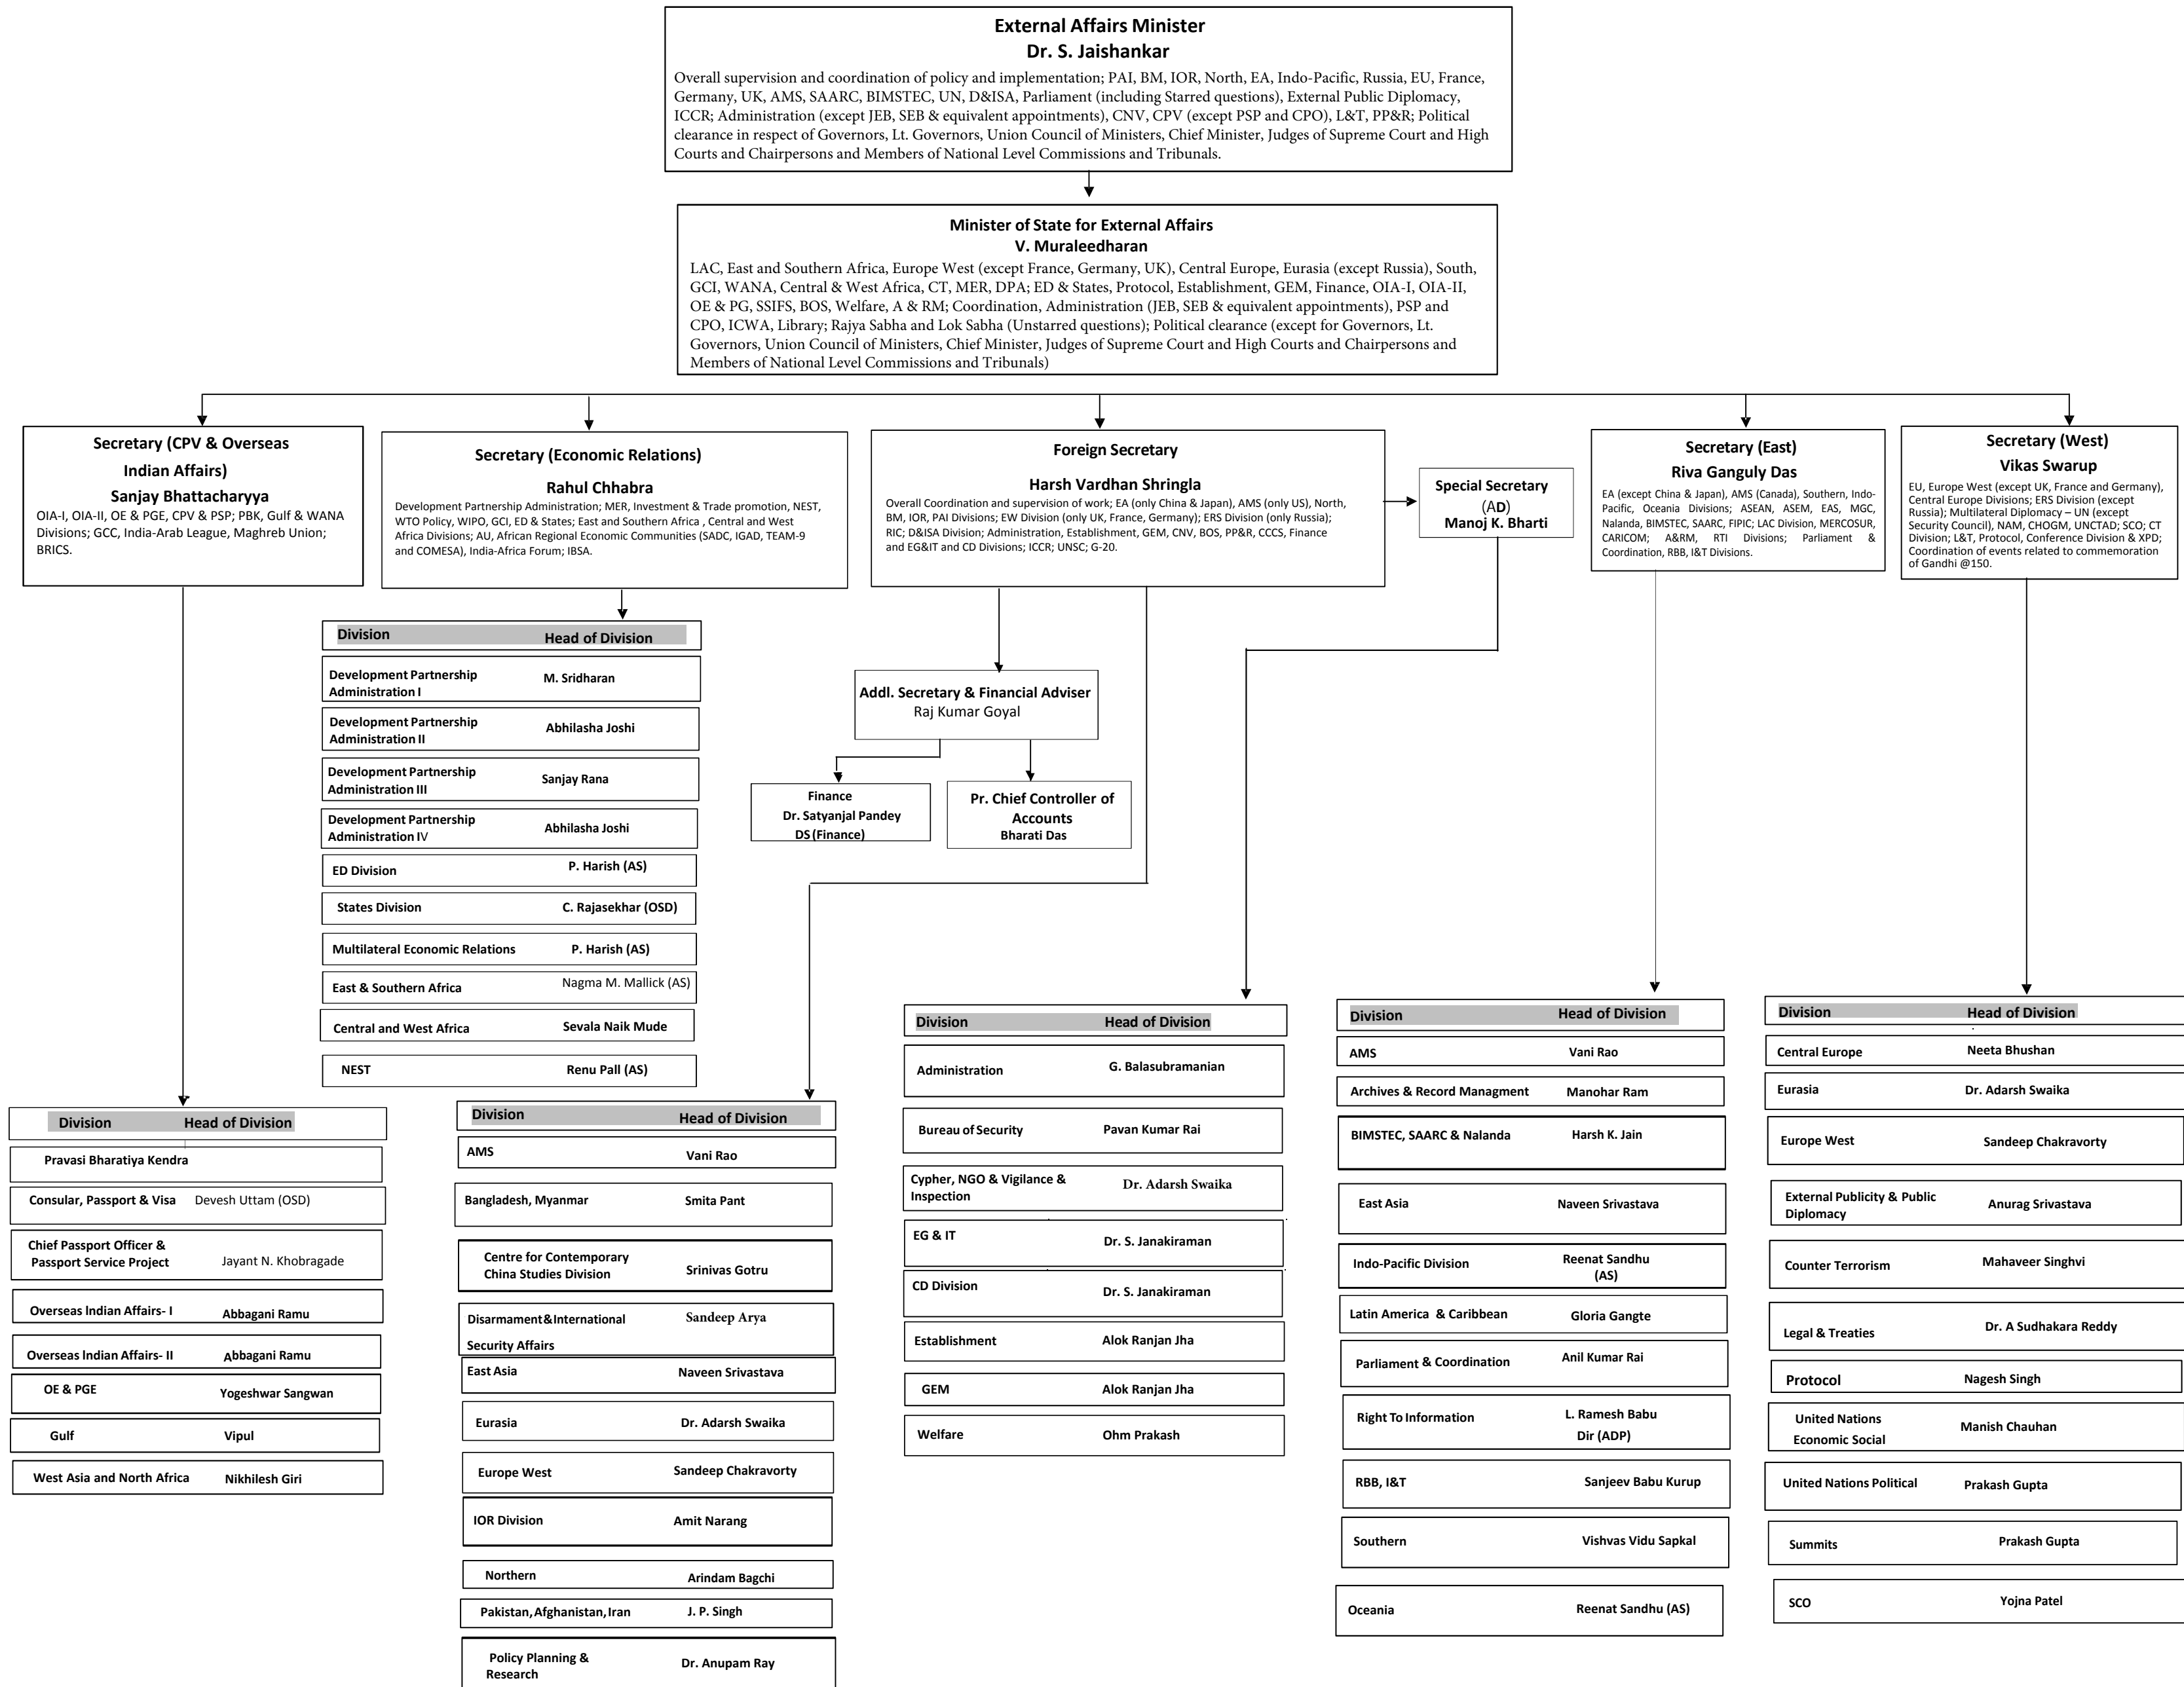 External Affairs Minister
Dr. S. Jaishankar
Overall supervision and coordination of policy and implementation; PAI, BM, IOR, North, EA, Indo-Pacific, Russia, EU, France,
Germany, UK, AMS, SAARC, BIMSTEC, UN, D&ISA, Parliament (including Starred questions), External Public Diplomacy,
ICCR; Administration (except JEB, SEB & equivalent appointments), CNV, CPV (except PSP and CPO), L&T, PP&R; Political
clearance in respect of Governors, Lt. Governors, Union Council of Ministers, Chief Minister, Judges of Supreme Court and High
Courts and Chairpersons and Members of National Level Commissions and Tribunals.
Minister of State for External Affairs
V. Muraleedharan
LAC, East and Southern Africa, Europe West (except France, Germany, UK), Central Europe, Eurasia (except Russia), South,
GCI, WANA, Central & West Africa, CT, MER, DPA; ED & States, Protocol, Establishment, GEM, Finance, OIA-I, OIA-II,
OE & PG, SSIFS, BOS, Welfare, A & RM; Coordination, Administration (JEB, SEB & equivalent appointments), PSP and
CPO, ICWA, Library; Rajya Sabha and Lok Sabha (Unstarred questions); Political clearance (except for Governors, Lt.
Governors, Union Council of Ministers, Chief Minister, Judges of Supreme Court and High Courts and Chairpersons and
Members of National Level Commissions and Tribunals)
Secretary (CPV & Overseas
Indian Affairs)
Sanjay Bhattacharyya
OIA-I, OIA-II, OE & PGE, CPV & PSP; PBK, Gulf & WANA
Divisions; GCC, India-Arab League, Maghreb Union;
BRICS.
Secretary (Economic Relations)
Rahul Chhabra
Development Partnership Administration; MER, Investment & Trade promotion, NEST,
WTO Policy, WIPO, GCI, ED & States; East and Southern Africa , Central and West
Africa Divisions; AU, African Regional Economic Communities (SADC, IGAD, TEAM-9
and COMESA), India-Africa Forum; IBSA.
Foreign Secretary
Harsh Vardhan Shringla
Overall Coordination and supervision of work; EA (only China & Japan), AMS (only US), North,
BM, IOR, PAI Divisions; EW Division (only UK, France, Germany); ERS Division (only Russia);
RIC; D&ISA Division; Administration, Establishment, GEM, CNV, BOS, PP&R, CCCS, Finance
and EG&IT and CD Divisions; ICCR; UNSC; G-20.
Special Secretary
(AD)
Manoj K. Bharti
Secretary (East)
Riva Ganguly Das
EA (except China & Japan), AMS (Canada), Southern, Indo-
Pacific, Oceania Divisions; ASEAN, ASEM, EAS, MGC,
Nalanda, BIMSTEC, SAARC, FIPIC; LAC Division, MERCOSUR,
CARICOM; A&RM, RTI Divisions; Parliament &
Coordination, RBB, I&T Divisions.
Secretary (West)
Vikas Swarup
EU, Europe West (except UK, France and Germany),
Central Europe Divisions; ERS Division (except
Russia); Multilateral Diplomacy – UN (except
Security Council), NAM, CHOGM, UNCTAD; SCO; CT
Division; L&T, Protocol, Conference Division & XPD;
Coordination of events related to commemoration
of Gandhi @150.
Division Head of Division
Development Partnership
Administration I M. Sridharan
Development Partnership
Administration II Abhilasha Joshi
Development Partnership
Administration III Sanjay Rana
Development Partnership
Administration IV Abhilasha Joshi
ED Division P. Harish (AS)
States Division C. Rajasekhar (OSD)
Multilateral Economic Relations P. Harish (AS)
East & Southern Africa Nagma M. Mallick (AS)
Central and West Africa Sevala Naik Mude
NEST Renu Pall (AS)
Addl. Secretary & Financial Adviser
Raj Kumar Goyal
Finance
Dr. Satyanjal Pandey
DS (Finance)
Pr. Chief Controller of
Accounts
Bharati Das
Division Head of Division
Pravasi Bharatiya Kendra
Consular, Passport & Visa Devesh Uttam (OSD)
Chief Passport Officer &
Passport Service Project Jayant N. Khobragade
Overseas Indian Affairs- I Abbagani Ramu
Overseas Indian Affairs- II Abbagani Ramu
OE & PGE Yogeshwar Sangwan
Gulf Vipul
West Asia and North Africa Nikhilesh Giri
Division Head of Division
AMS Vani Rao
Bangladesh, Myanmar Smita Pant
Centre for Contemporary
China Studies Division Srinivas Gotru
Disarmament&International Sandeep Arya
Security Affairs
East Asia Naveen Srivastava
Eurasia Dr. Adarsh Swaika
Europe West Sandeep Chakravorty
IOR Division Amit Narang
Northern Arindam Bagchi
Pakistan,Afghanistan,Iran J. P. Singh
Policy Planning &
Research Dr. Anupam Ray
Division Head of Division
Administration G. Balasubramanian
Bureau of Security Pavan Kumar Rai
Cypher, NGO & Vigilance &
Inspection Dr. Adarsh Swaika
EG & IT Dr. S. Janakiraman
CD Division Dr. S. Janakiraman
Establishment Alok Ranjan Jha
GEM Alok Ranjan Jha
Welfare Ohm Prakash
Division Head of Division
AMS Vani Rao
Archives & Record Managment Manohar Ram
BIMSTEC, SAARC & Nalanda Harsh K. Jain
East Asia Naveen Srivastava
Indo-Pacific Division Reenat Sandhu
(AS)
Latin America & Caribbean Gloria Gangte
Parliament & Coordination Anil Kumar Rai
Right To Information L. Ramesh Babu
Dir (ADP)
RBB, I&T Sanjeev Babu Kurup
Southern Vishvas Vidu Sapkal
Oceania Reenat Sandhu (AS)
Division Head of Division
Central Europe Neeta Bhushan
Eurasia Dr. Adarsh Swaika
Europe West Sandeep Chakravorty
External Publicity & Public
Diplomacy Anurag Srivastava
Counter Terrorism Mahaveer Singhvi
Legal & Treaties Dr. A Sudhakara Reddy
Protocol Nagesh Singh
United Nations
Economic Social Manish Chauhan
United Nations Political Prakash Gupta
Summits Prakash Gupta
SCO Yojna Patel